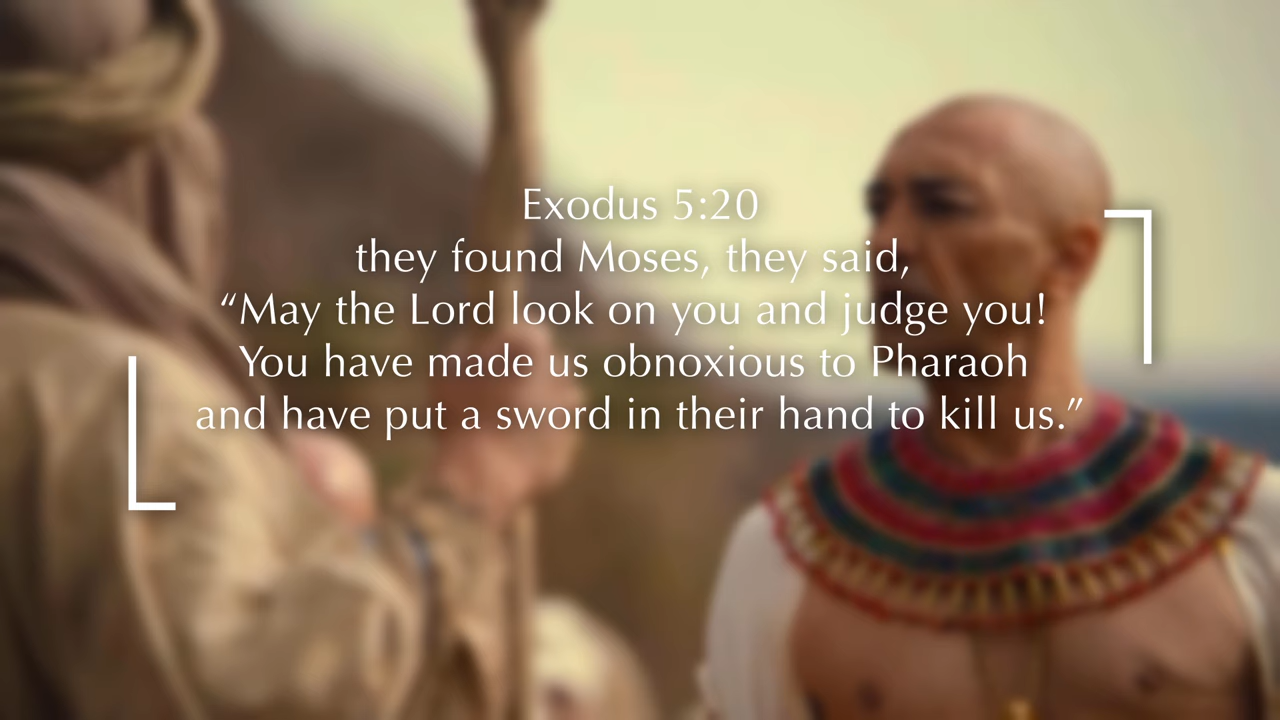 Exodus 5:20
they found Moses, they said,
“May the Lord look on you and judge you!
You have made us obnoxious to Pharaoh
and have put a sword in their hand to kill us.”